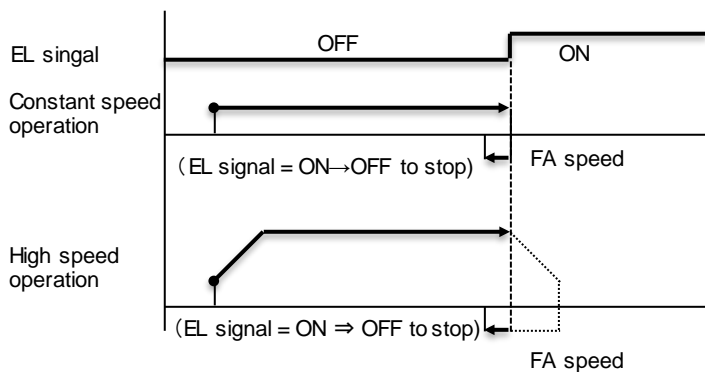 OFF
EL singal
ON
Constant speed
operation
(EL signal = ON→OFF to stop)
FA speed
High speed
operation
(EL signal = ON ⇒ OFF to stop)
FA speed